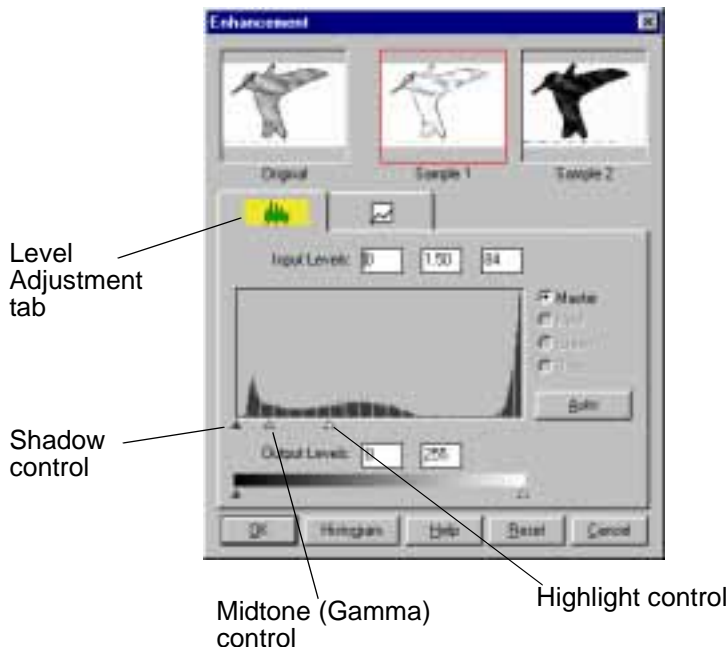 Enhancement
Original
Sample 1
Sample 2
Level
Adjustment
tab
Input Levels: 0 1.50 84
Master
Auto
Shadow
control
Output Levels: 0 255
OK Histogram Help Reset Cancel
Midtone (Gamma)
control
Highlight control